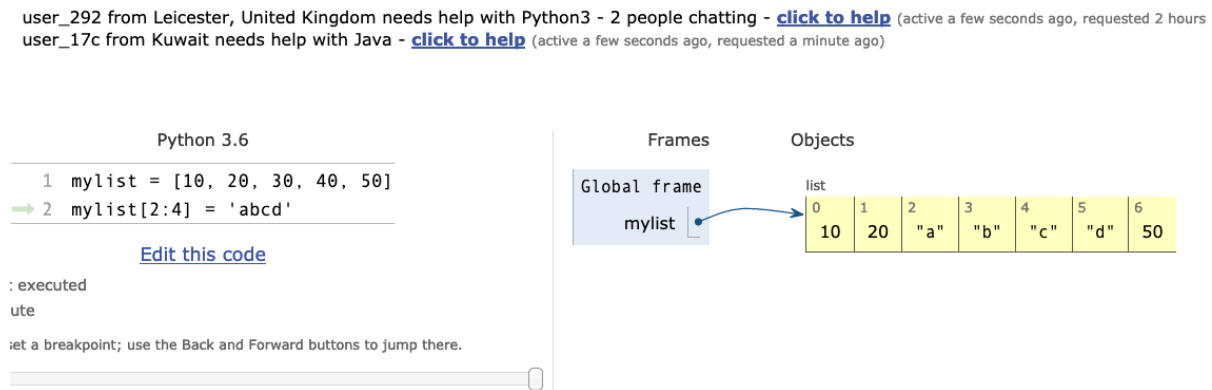 user_292 from Leicester, United Kingdom needs help with Python3 - 2 people chatting - click to help (active a few seconds ago, requested 2 hours
user_17c from Kuwait needs help with Java - click to help (active a few seconds ago, requested a minute ago)
Python 3.6
1 mylist = [10, 20, 30, 40, 50]
2 mylist[2:4] = 'abcd'
Edit this code
executed
ute
set a breakpoint; use the Back and Forward buttons to jump there.
Frames Objects
Global frame
mylist
list
0 1 2 3 4 5 6
10 20 "a" "b" "c" "d" 50